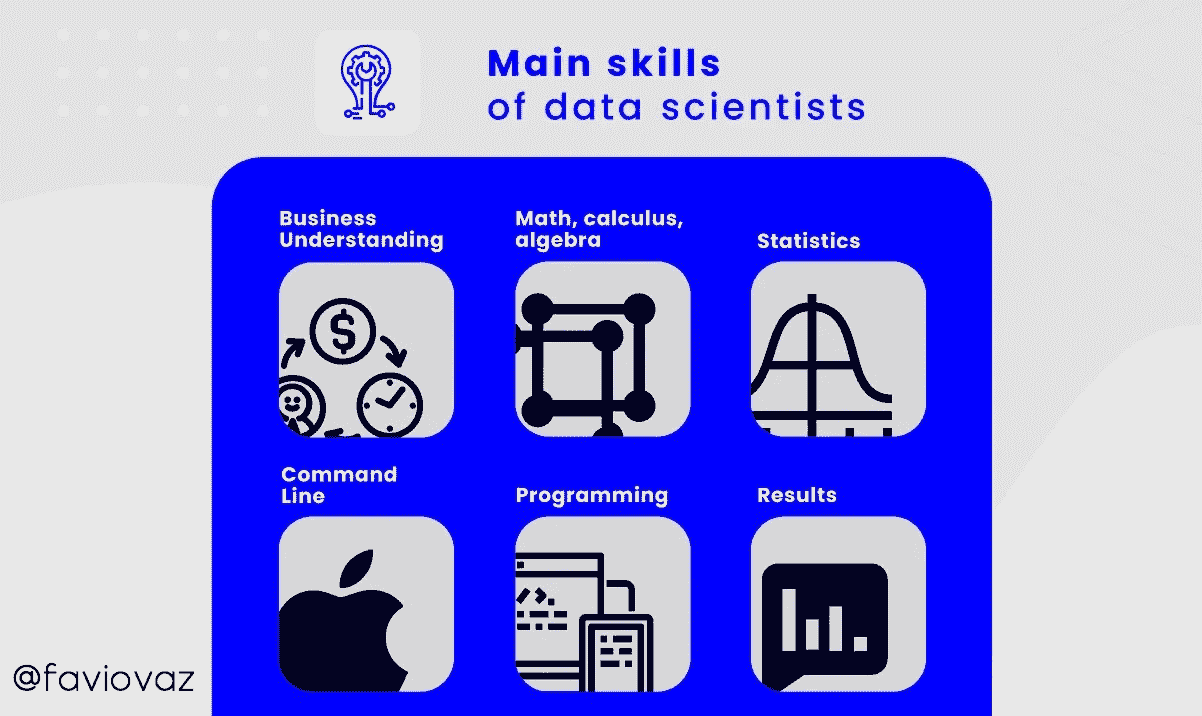 Main skills
of data scientists
Business
Understanding
Math, calculus,
algebra
Statistics
$
Command
Line
Programming
Results
@faviovaz